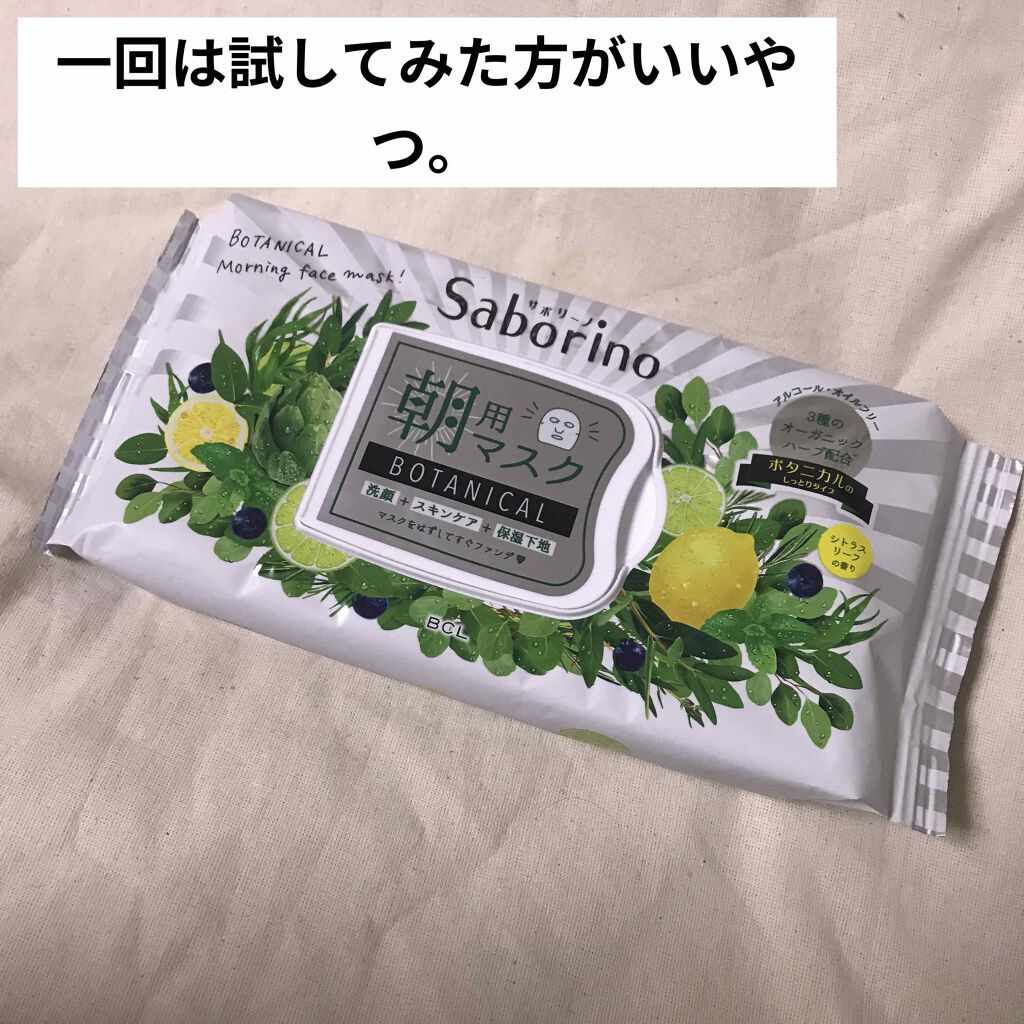 一回は試してみた方がいいや
つ。
BOTANICAL
Morning face mask!
サボリーノ
Saborino
朝用マスク
BOTANICAL
洗顔+スキンケア+保湿下地
マスクをはずしてすぐファンデ♥
アルコール・オイルフリー
3種の
オーガニック
ハーブ配合
ボタニカルの
しっとりタイプ
シトラス
リーフ
の香り
BCL